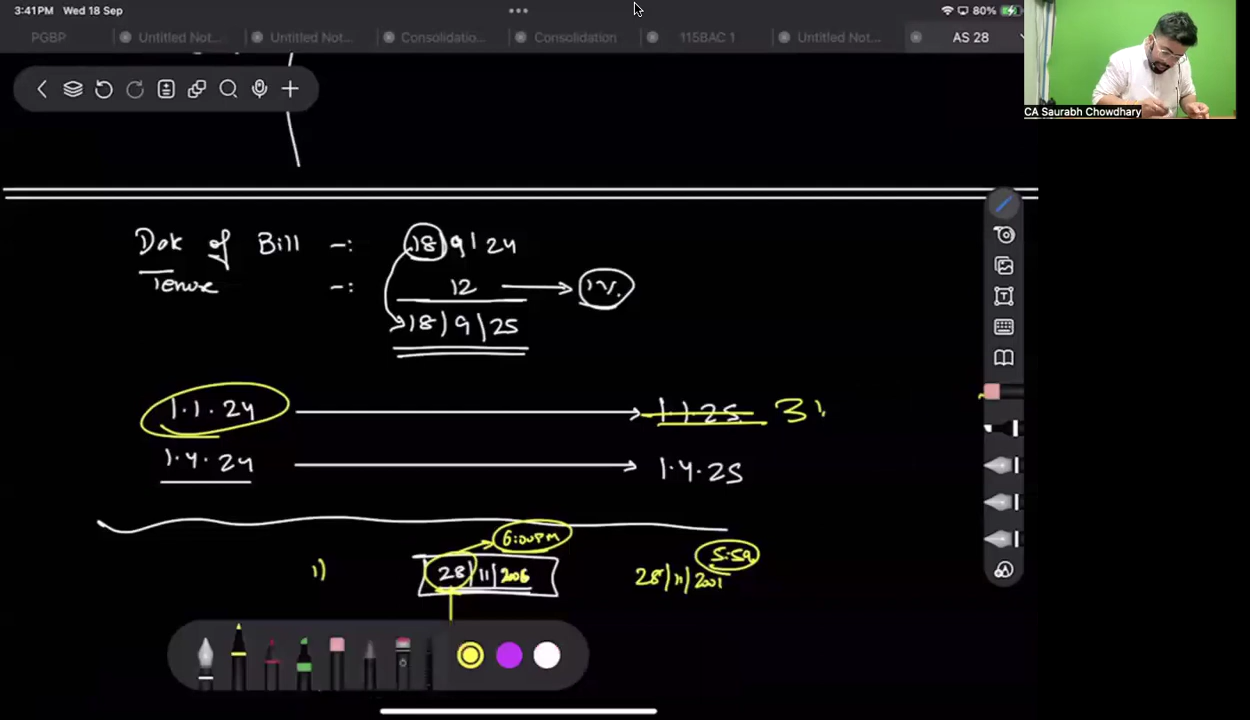 3:41PM Wed 18 Sep
80%
PGBP
Untitled Not...
Untitled Not...
Consolidatio...
Consolidation
115BAC 1
Untitled Not...
AS 28
CA Saurabh Chowdhary
Date of Bill -: 18/9/24
Tenure -: 12 → 1Y.
18/9/25
1.1.24 → 1.1.25 31
1.4.24 → 1.4.25
6:00PM
5:59
1) 28/11/2006 28/11/2001